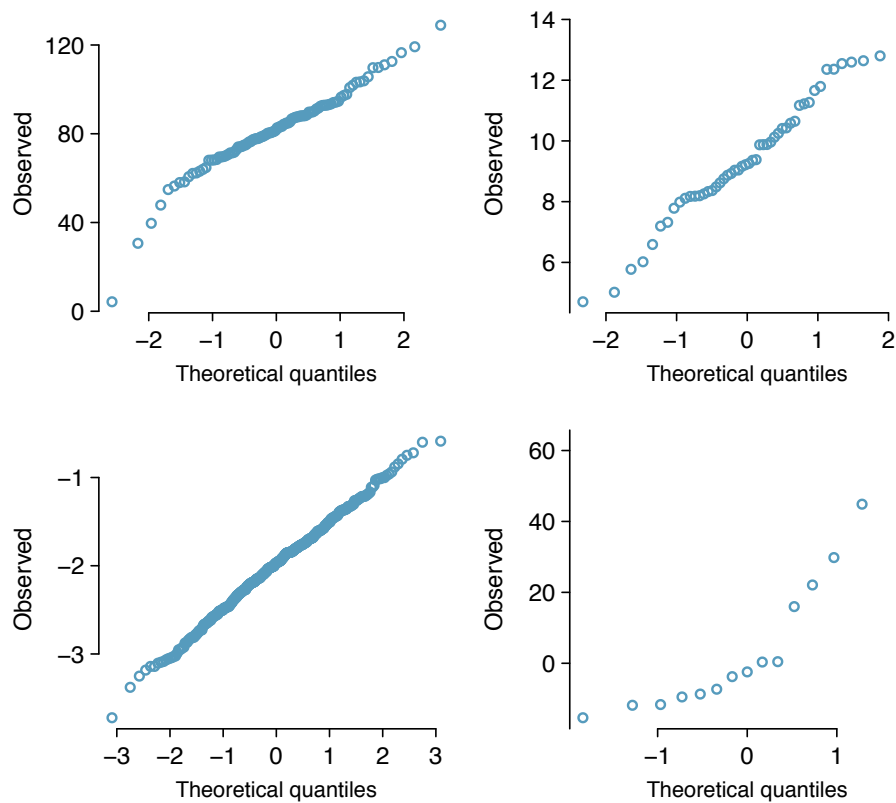 120
80
40
0
Observed
−2 −1 0 1 2
Theoretical quantiles
14
12
10
8
6
Observed
−2 −1 0 1 2
Theoretical quantiles
−1
−2
−3
Observed
−3 −2 −1 0 1 2 3
Theoretical quantiles
60
40
20
0
Observed
−1 0 1
Theoretical quantiles